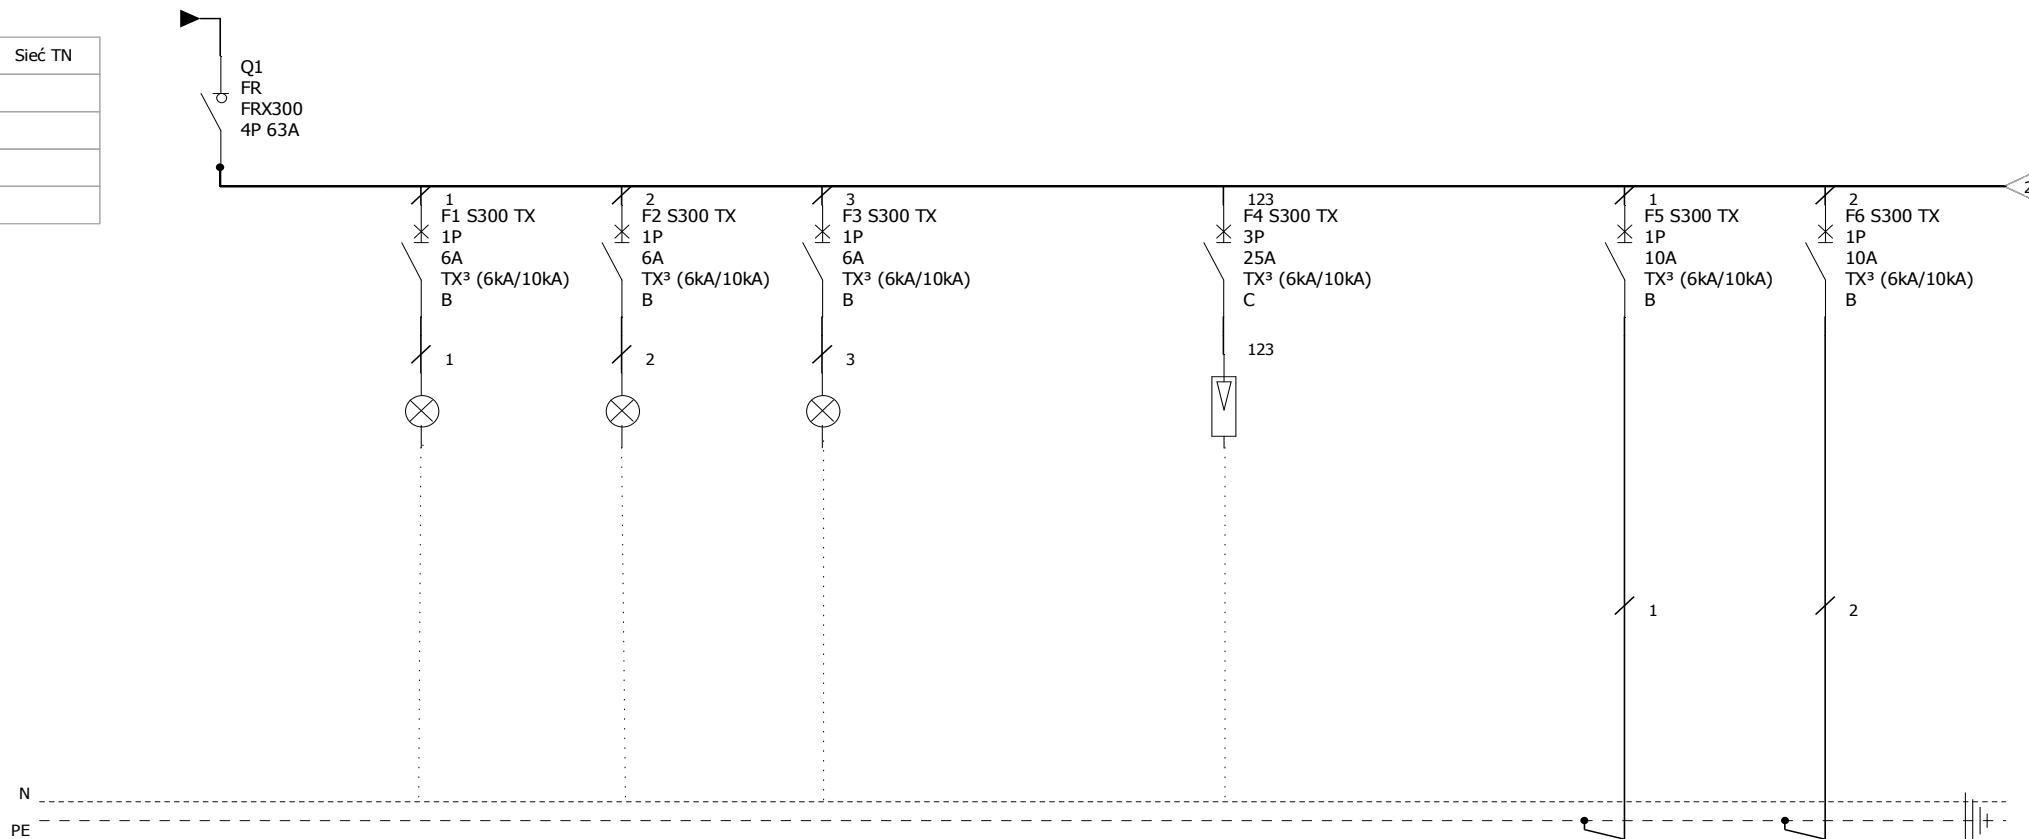 Sieć TN
Q1
FR
FRX300
4P 63A
1
F1 S300 TX
1P
6A
TX³ (6kA/10kA)
B
1
2
F2 S300 TX
1P
6A
TX³ (6kA/10kA)
B
2
3
F3 S300 TX
1P
6A
TX³ (6kA/10kA)
B
3
123
F4 S300 TX
3P
25A
TX³ (6kA/10kA)
C
123
1
F5 S300 TX
1P
10A
TX³ (6kA/10kA)
B
1
2
F6 S300 TX
1P
10A
TX³ (6kA/10kA)
B
2
2
N
PE